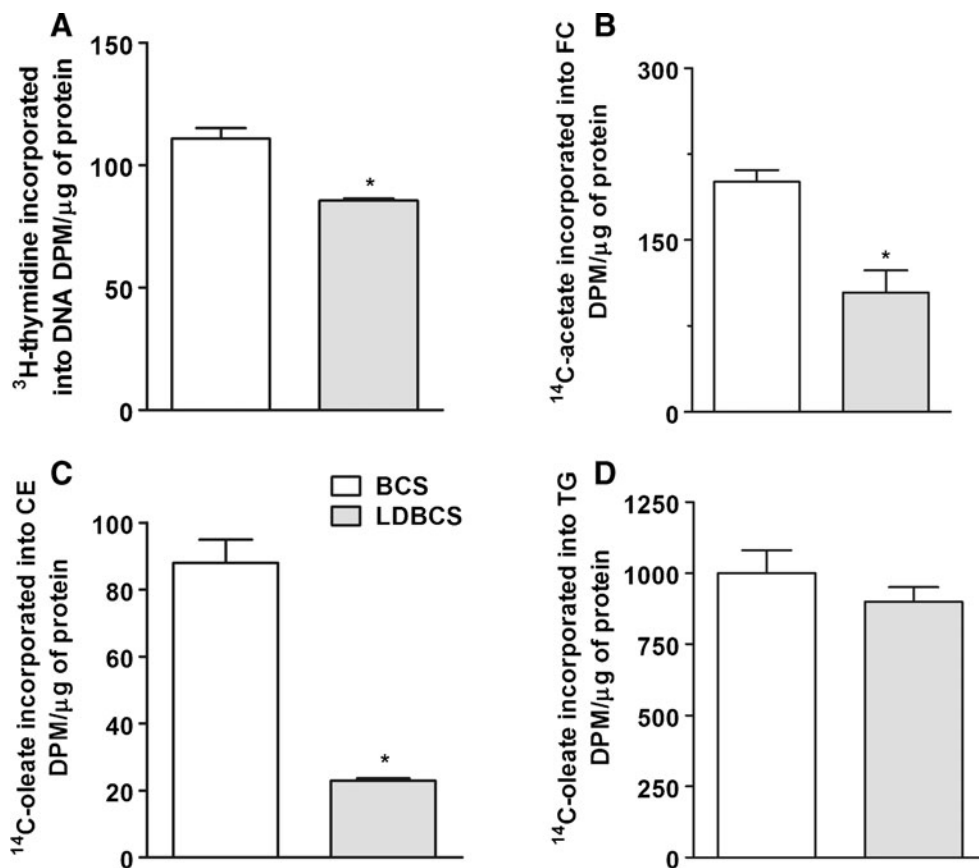 A
³H-thymidine incorporated
into DNA DPM/μg of protein
150
100
50
0
*
B
¹⁴C-acetate incorporated into FC
DPM/μg of protein
300
150
0
*
C
¹⁴C-oleate incorporated into CE
DPM/μg of protein
100
80
60
40
20
0
*
BCS
LDBCS
D
¹⁴C-oleate incorporated into TG
DPM/μg of protein
1250
1000
750
500
250
0